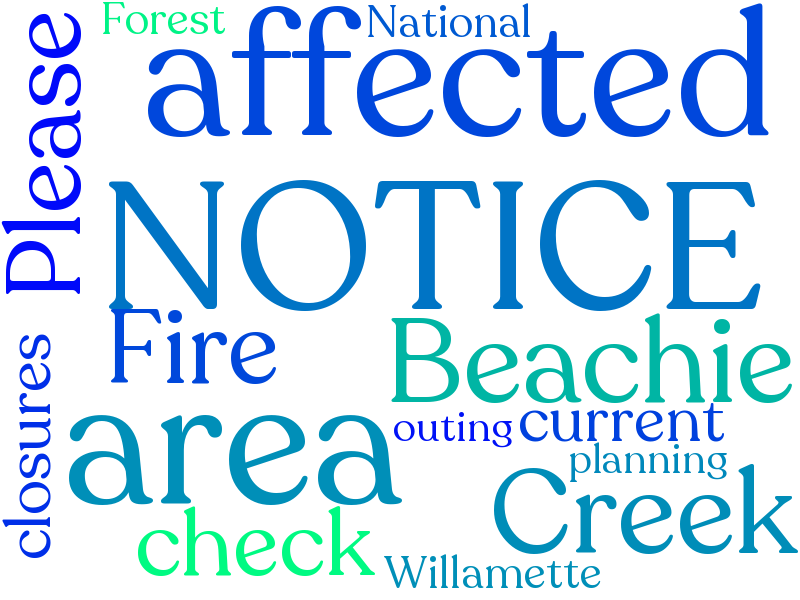 Forest
National
affected
Please
NOTICE
Fire
Beachie
closures
area
outing
current
planning
Creek
check
Willamette